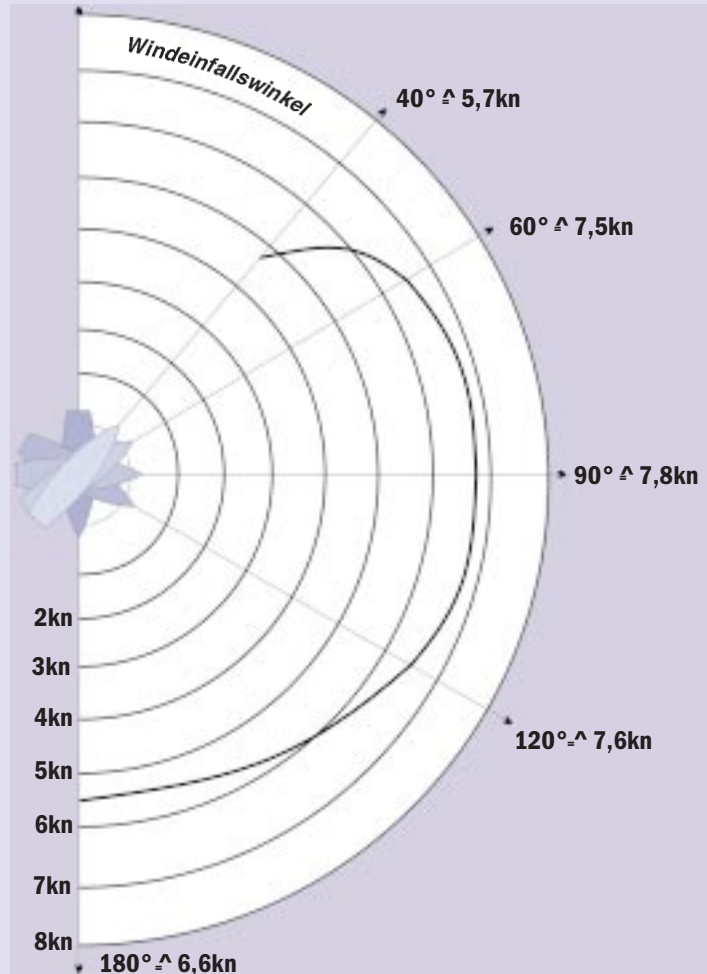 Windeinfallswinkel
40° ≙ 5,7kn
60° ≙ 7,5kn
90° ≙ 7,8kn
2kn
3kn
4kn
120° ≙ 7,6kn
5kn
6kn
7kn
8kn
180° ≙ 6,6kn